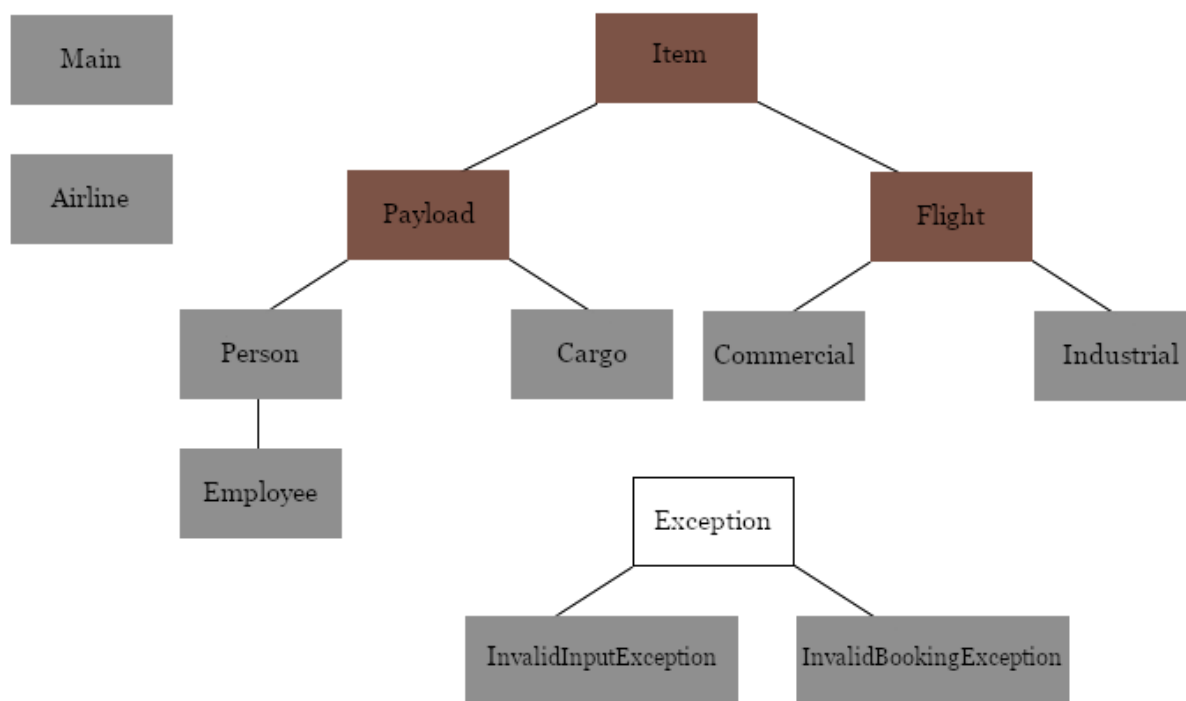 Main
Item
Airline
Payload
Flight
Person
Cargo
Commercial
Industrial
Employee
Exception
InvalidInputException
InvalidBookingException